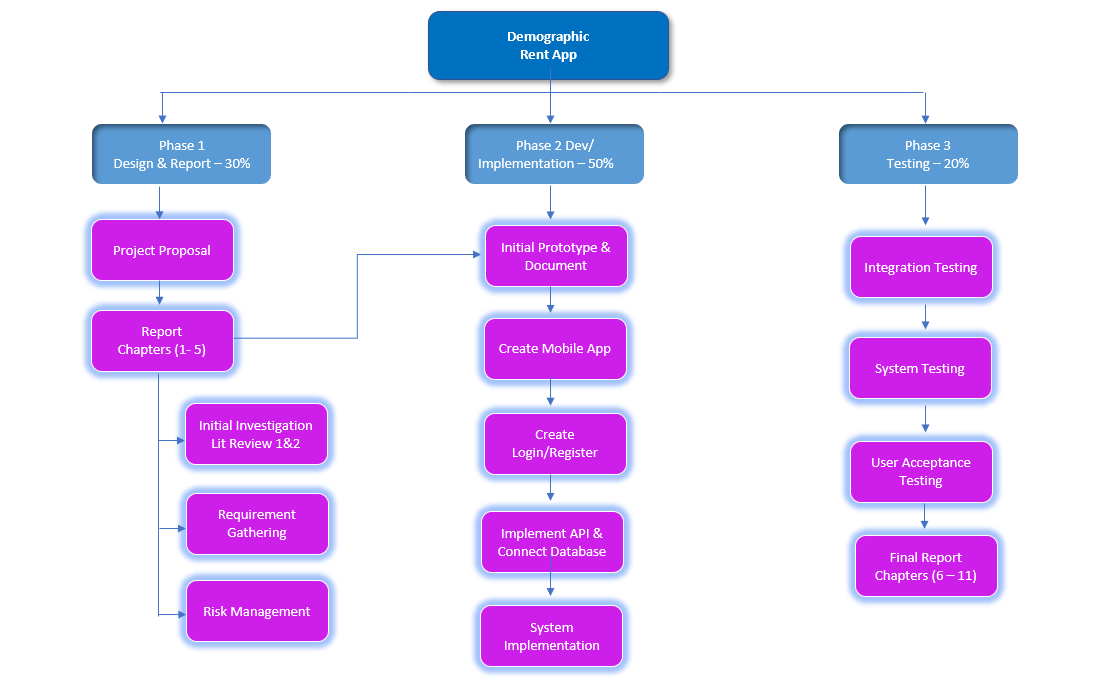 Demographic
Rent App
Phase 1
Design & Report – 30%
Phase 2 Dev/
Implementation – 50%
Phase 3
Testing – 20%
Project Proposal
Report
Chapters (1- 5)
Initial Investigation
Lit Review 1&2
Requirement
Gathering
Risk Management
Initial Prototype &
Document
Create Mobile App
Create
Login/Register
Implement API &
Connect Database
System
Implementation
Integration Testing
System Testing
User Acceptance
Testing
Final Report
Chapters (6 – 11)